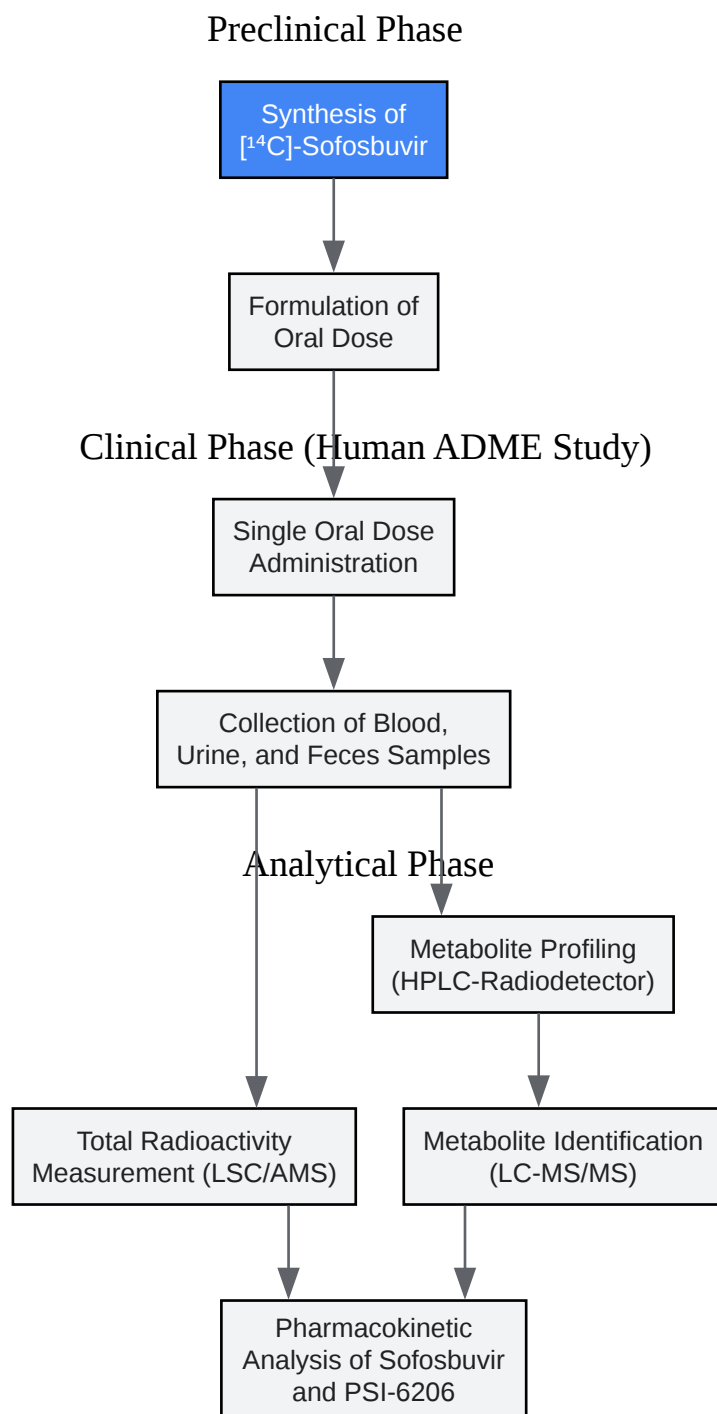 Preclinical Phase
Synthesis of
[¹⁴C]-Sofosbuvir
Formulation of
Oral Dose
Clinical Phase (Human ADME Study)
Single Oral Dose
Administration
Collection of Blood,
Urine, and Feces Samples
Analytical Phase
Metabolite Profiling
(HPLC-Radiodetector)
Total Radioactivity
Measurement (LSC/AMS)
Metabolite Identification
(LC-MS/MS)
Pharmacokinetic
Analysis of Sofosbuvir
and PSI-6206